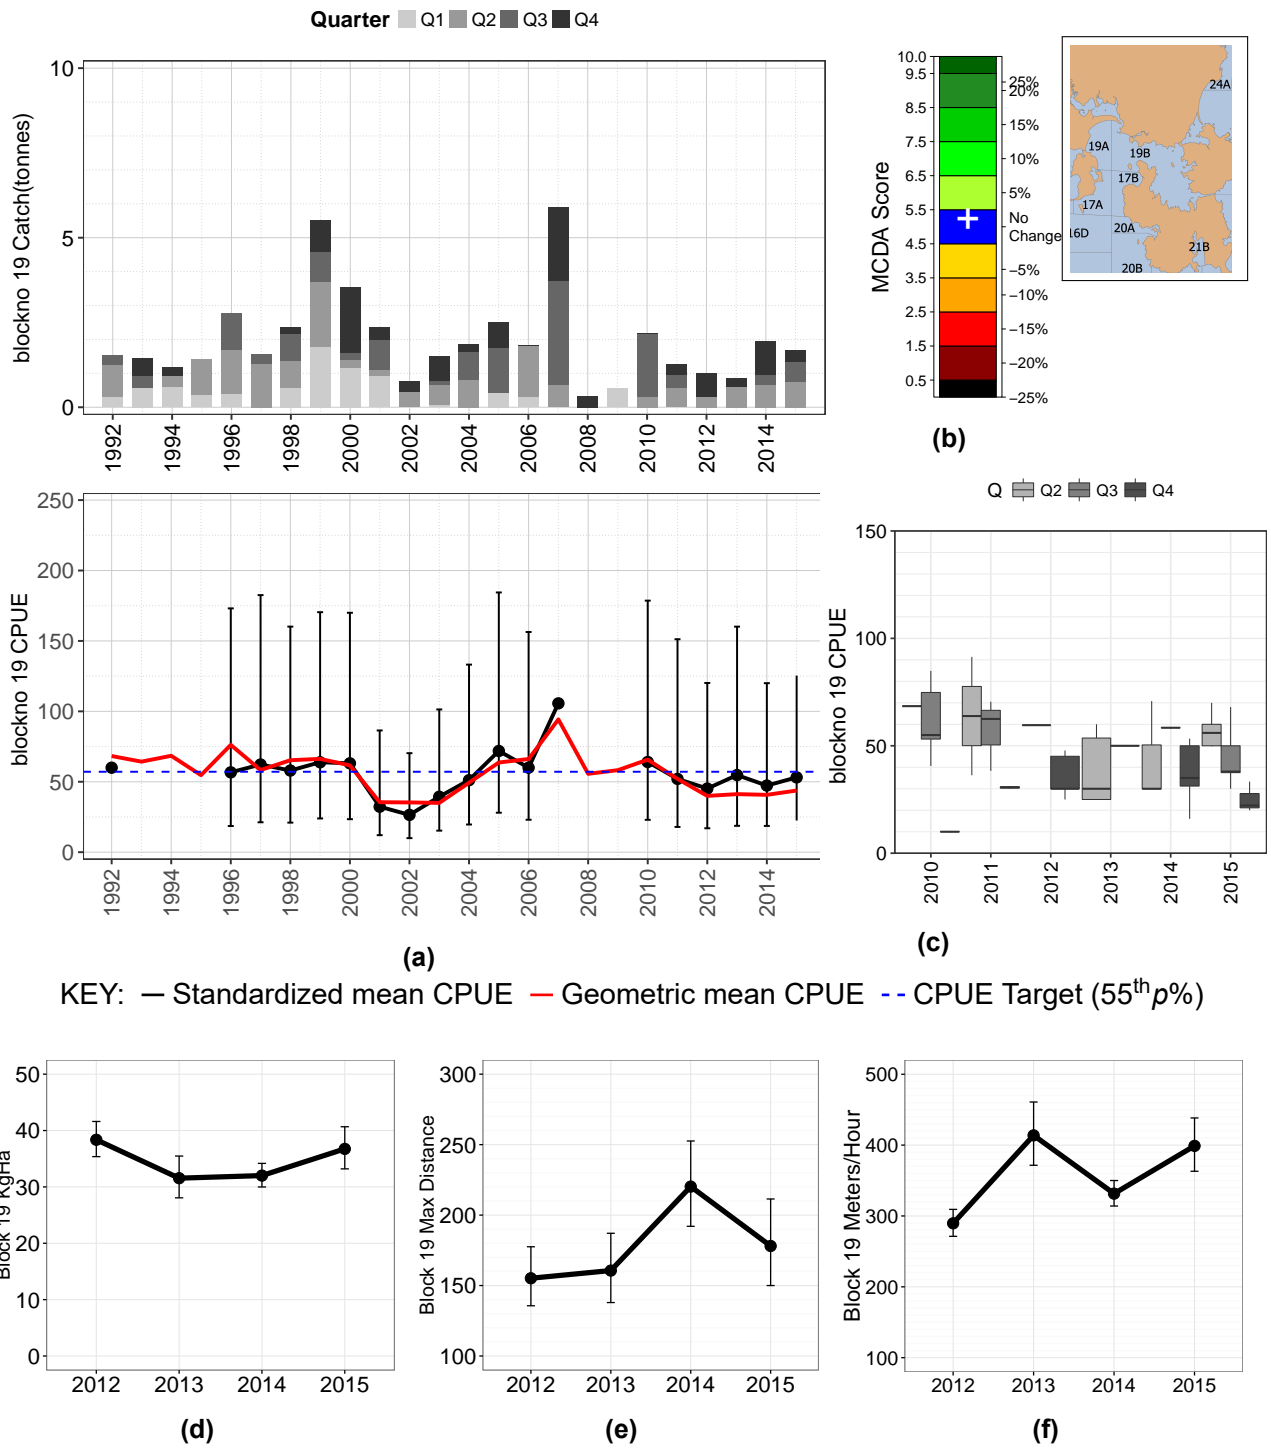 Quarter Q1 Q2 Q3 Q4
blockno 19 Catch(tonnes)
10
5
0
1992 1994 1996 1998 2000 2002 2004 2006 2008 2010 2012 2014
blockno 19 CPUE
250
200
150
100
50
0
1992 1994 1996 1998 2000 2002 2004 2006 2008 2010 2012 2014
(a)
MCDA Score
10.0
9.5
8.5
7.5
6.5
5.5
4.5
3.5
2.5
1.5
0.5
25%
20%
15%
10%
5%
No
Change
−5%
−10%
−15%
−20%
−25%
(b)
24A
19A
19B
17B
17A
16D
20A
21B
20B
Q Q2 Q3 Q4
blockno 19 CPUE
150
100
50
0
2010 2011 2012 2013 2014 2015
(c)
KEY: Standardized mean CPUE Geometric mean CPUE CPUE Target (55th p%)
Block 19 KgHa
50
40
30
20
10
0
2012 2013 2014 2015
(d)
Block 19 Max Distance
300
250
200
150
100
2012 2013 2014 2015
(e)
Block 19 Meters/Hour
500
400
300
200
100
2012 2013 2014 2015
(f)